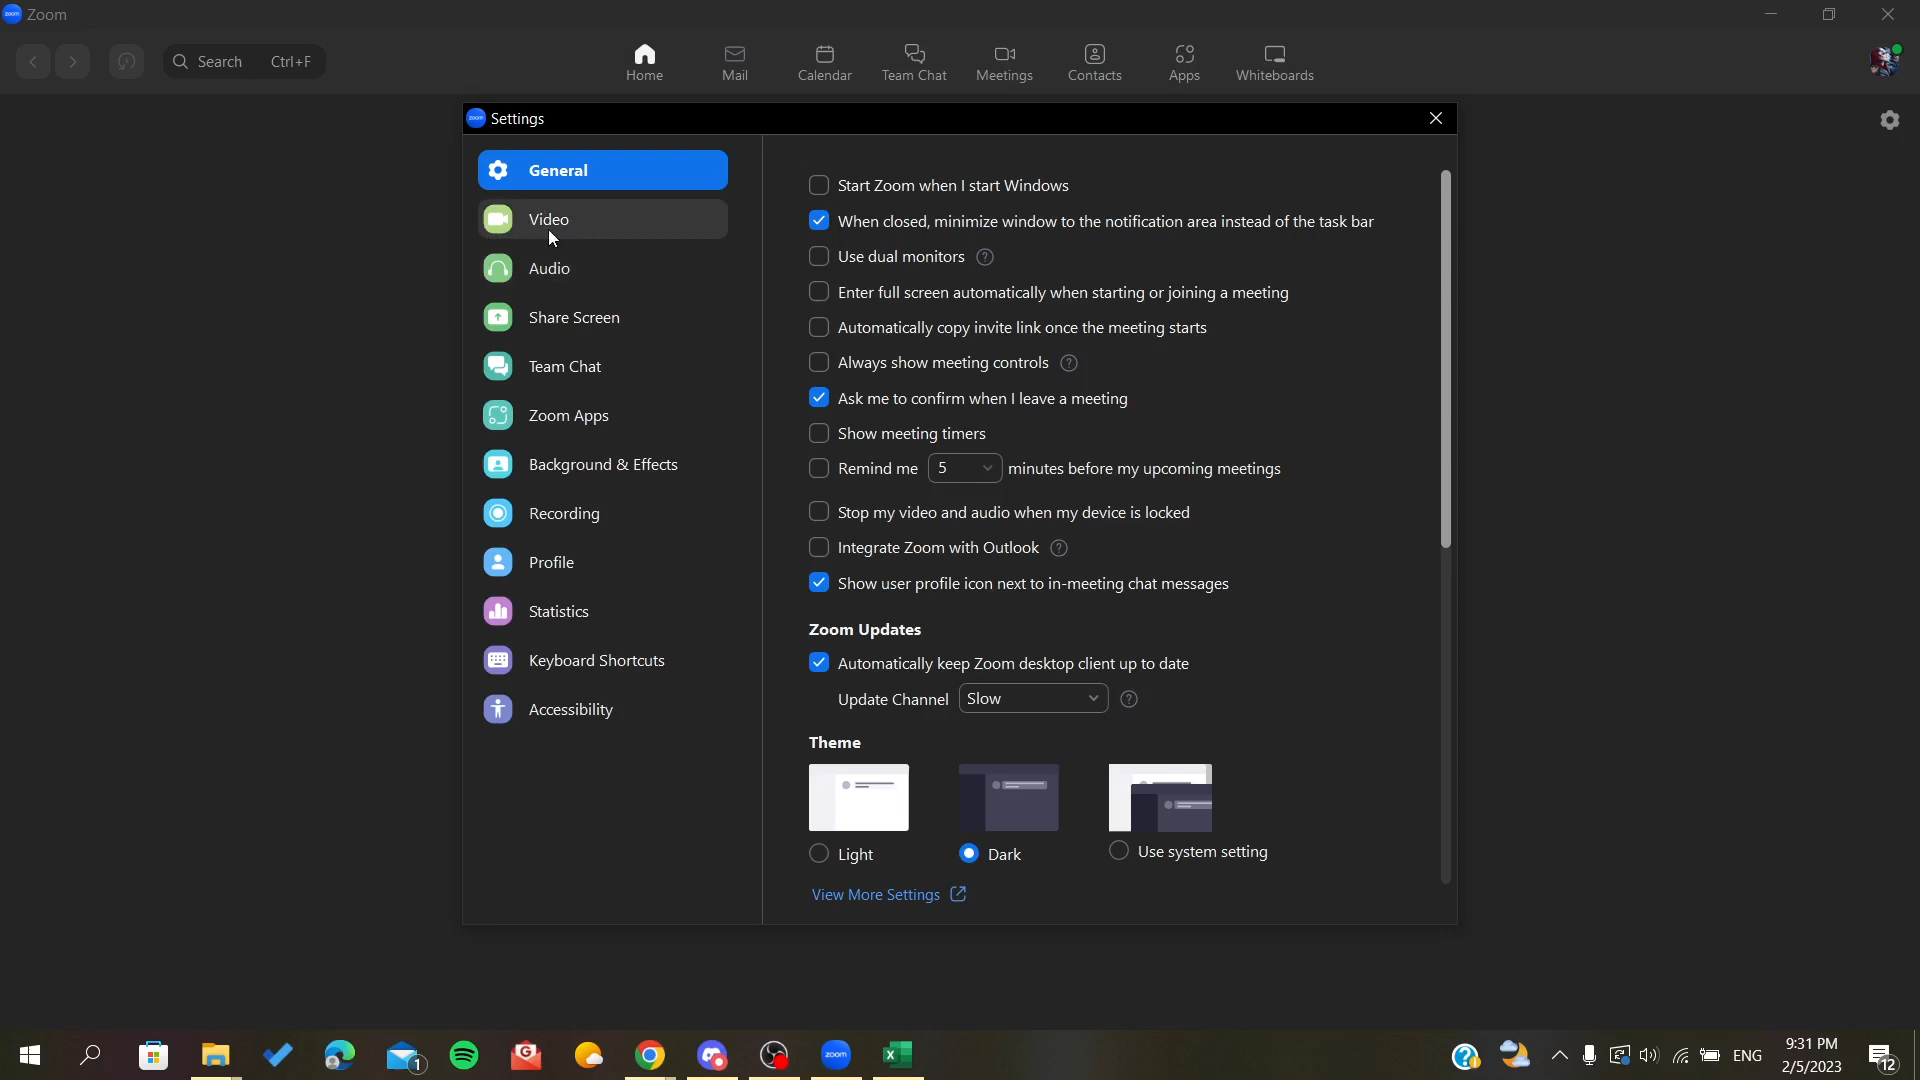 zoom Zoom
Search Ctrl+F
Home Mail Calendar Team Chat Meetings Contacts Apps Whiteboards
zoom Settings
General
Video
Audio
Share Screen
Team Chat
Zoom Apps
Background & Effects
Recording
Profile
Statistics
Keyboard Shortcuts
Accessibility
Start Zoom when I start Windows
When closed, minimize window to the notification area instead of the task bar
Use dual monitors ?
Enter full screen automatically when starting or joining a meeting
Automatically copy invite link once the meeting starts
Always show meeting controls ?
Ask me to confirm when I leave a meeting
Show meeting timers
Remind me 5 minutes before my upcoming meetings
Stop my video and audio when my device is locked
Integrate Zoom with Outlook ?
Show user profile icon next to in-meeting chat messages
Zoom Updates
Automatically keep Zoom desktop client up to date
Update Channel Slow ?
Theme
Light Dark Use system setting
View More Settings
1 G zoom X ? ENG 9:31 PM 12
2/5/2023